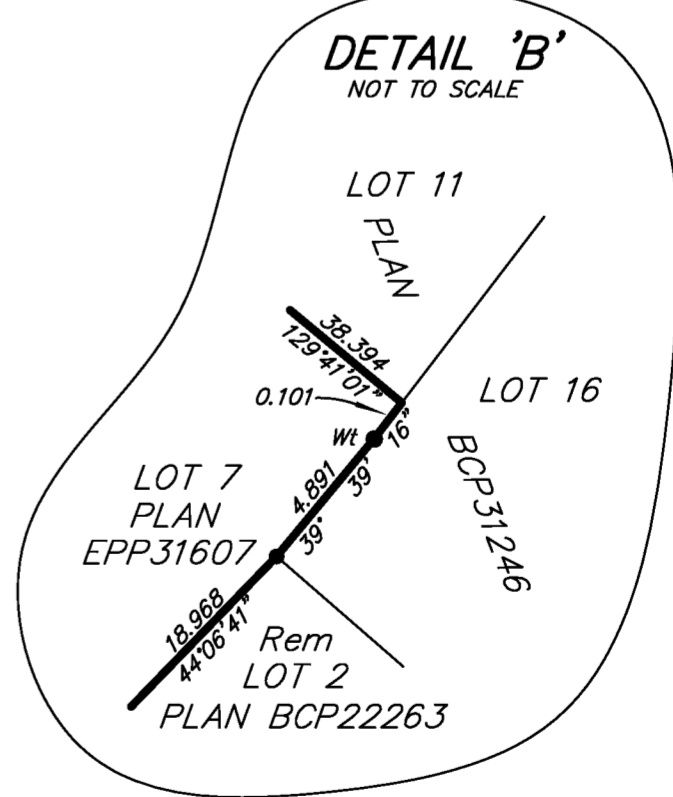 DETAIL 'B'
NOT TO SCALE
LOT 11
PLAN
38.394
129°41'01"
0.101
LOT 16
Wt
16"
39'
39°
4.891
BCP31246
LOT 7
PLAN
EPP31607
18.968
44°06'41"
Rem
LOT 2
PLAN BCP22263